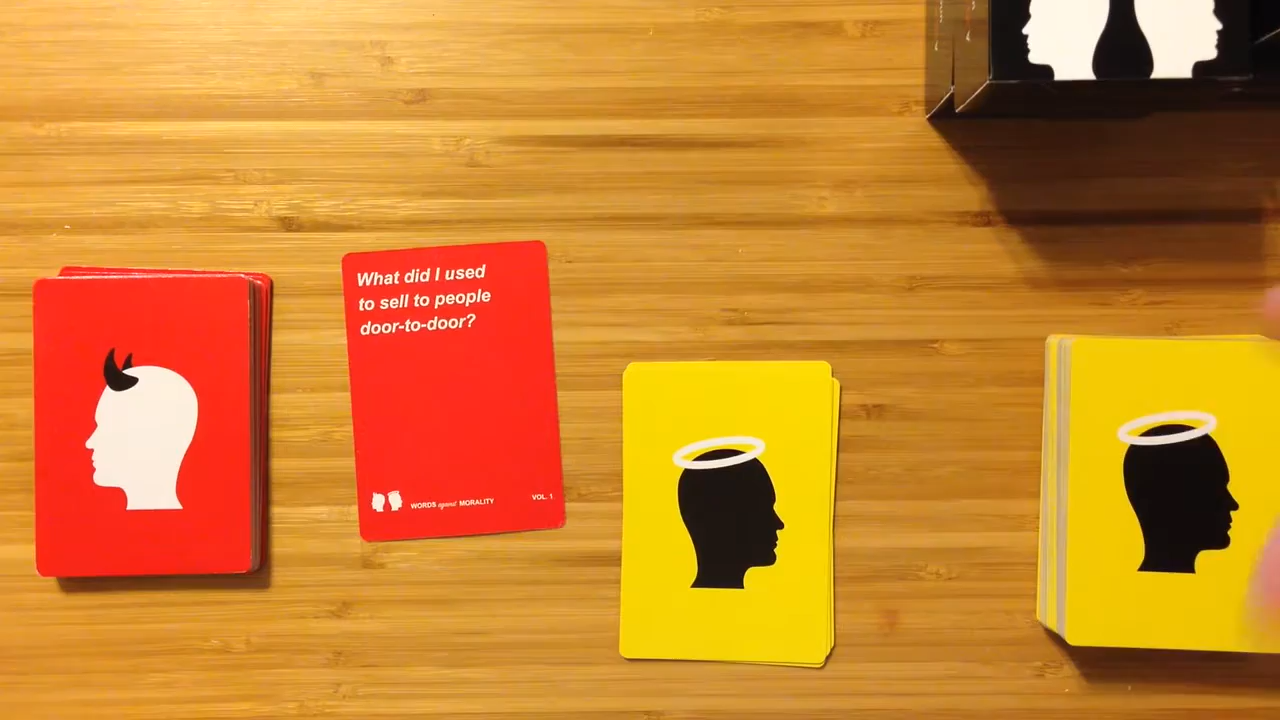 What did I used
to sell to people
door-to-door?
WORDS against MORALITY
VOL. 1